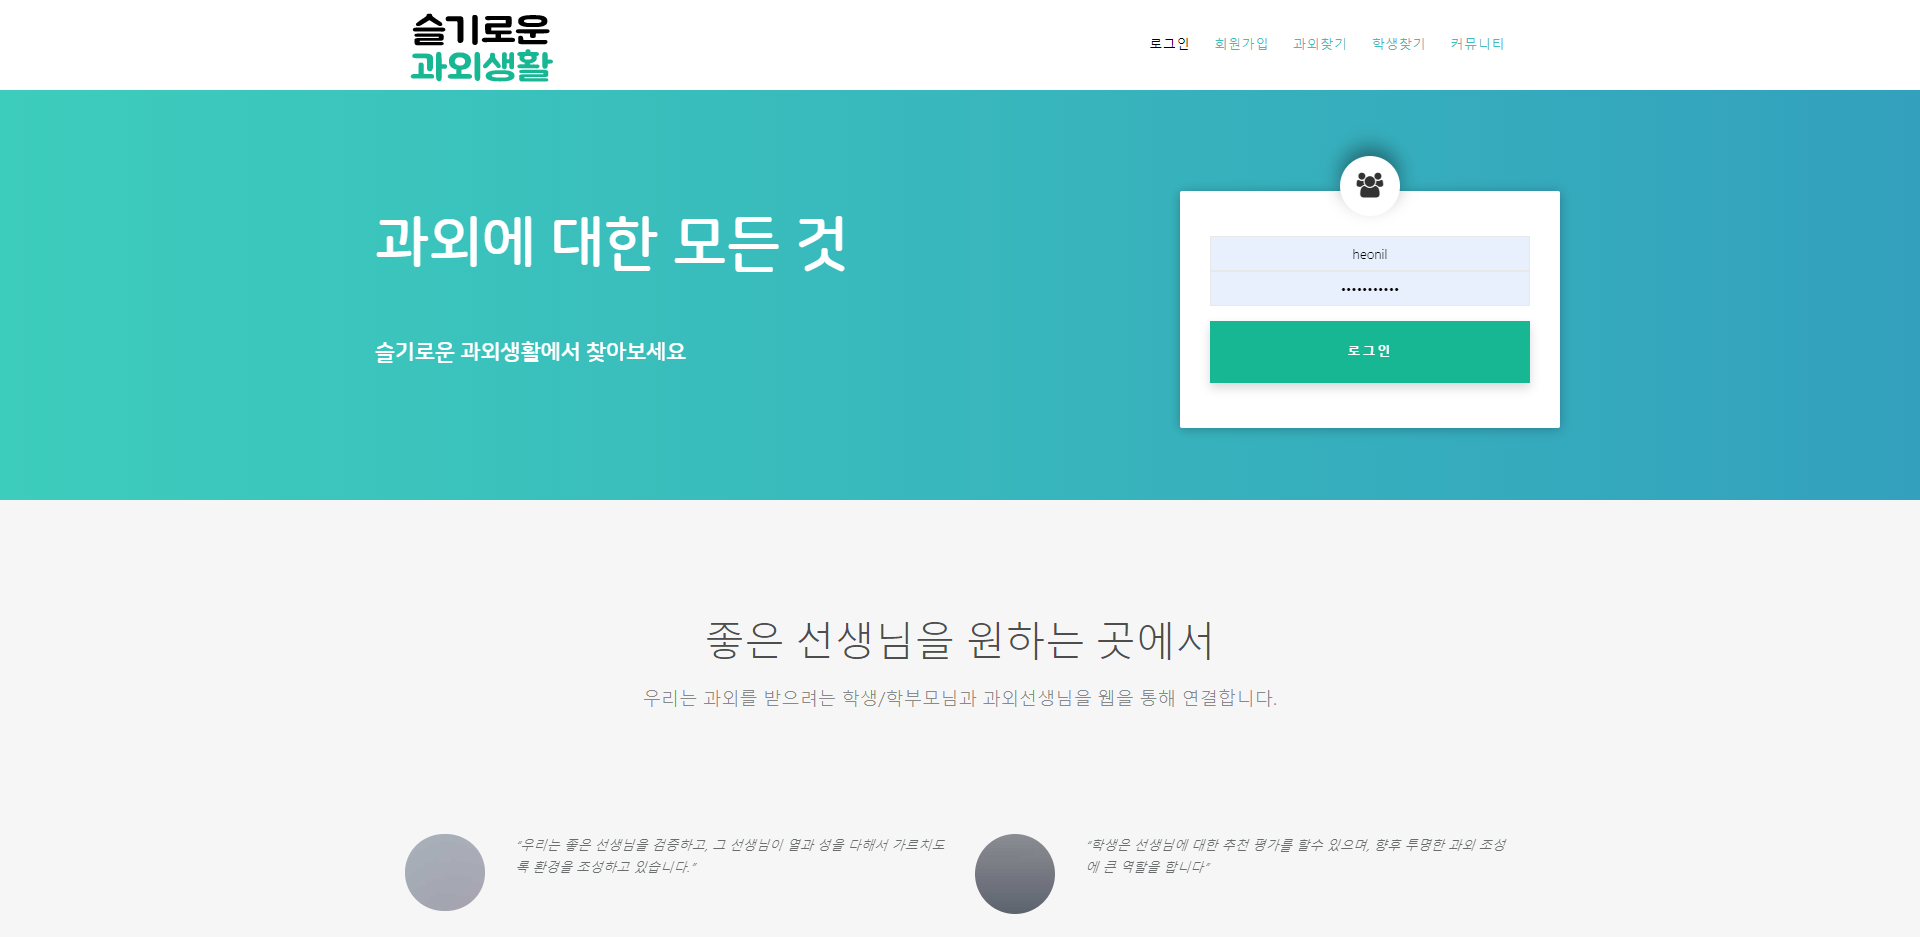 슬기로운
과외생활
로그인 회원가입 과외찾기 학생찾기 커뮤니티
과외에 대한 모든 것
슬기로운 과외생활에서 찾아보세요
heonil
•••••••••••
로그인
좋은 선생님을 원하는 곳에서
우리는 과외를 받으려는 학생/학부모님과 과외선생님을 웹을 통해 연결합니다.
“우리는 좋은 선생님을 검증하고, 그 선생님이 열과 성을 다해서 가르치도
록 환경을 조성하고 있습니다.”
“학생은 선생님에 대한 추천 평가를 할수 있으며, 향후 투명한 과외 조성
에 큰 역할을 합니다”